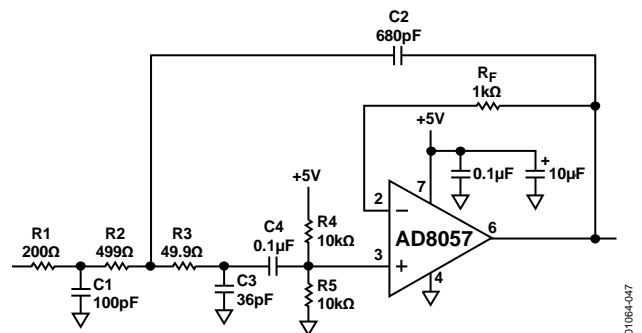 C2
680pF
RF
1kΩ
+5V
+5V
0.1µF
+
10µF
7
2
−
R1
200Ω
R2
499Ω
R3
49.9Ω
C4
0.1µF
R4
10kΩ
AD8057
6
3
+
4
C1
100pF
C3
36pF
R5
10kΩ
01064-047